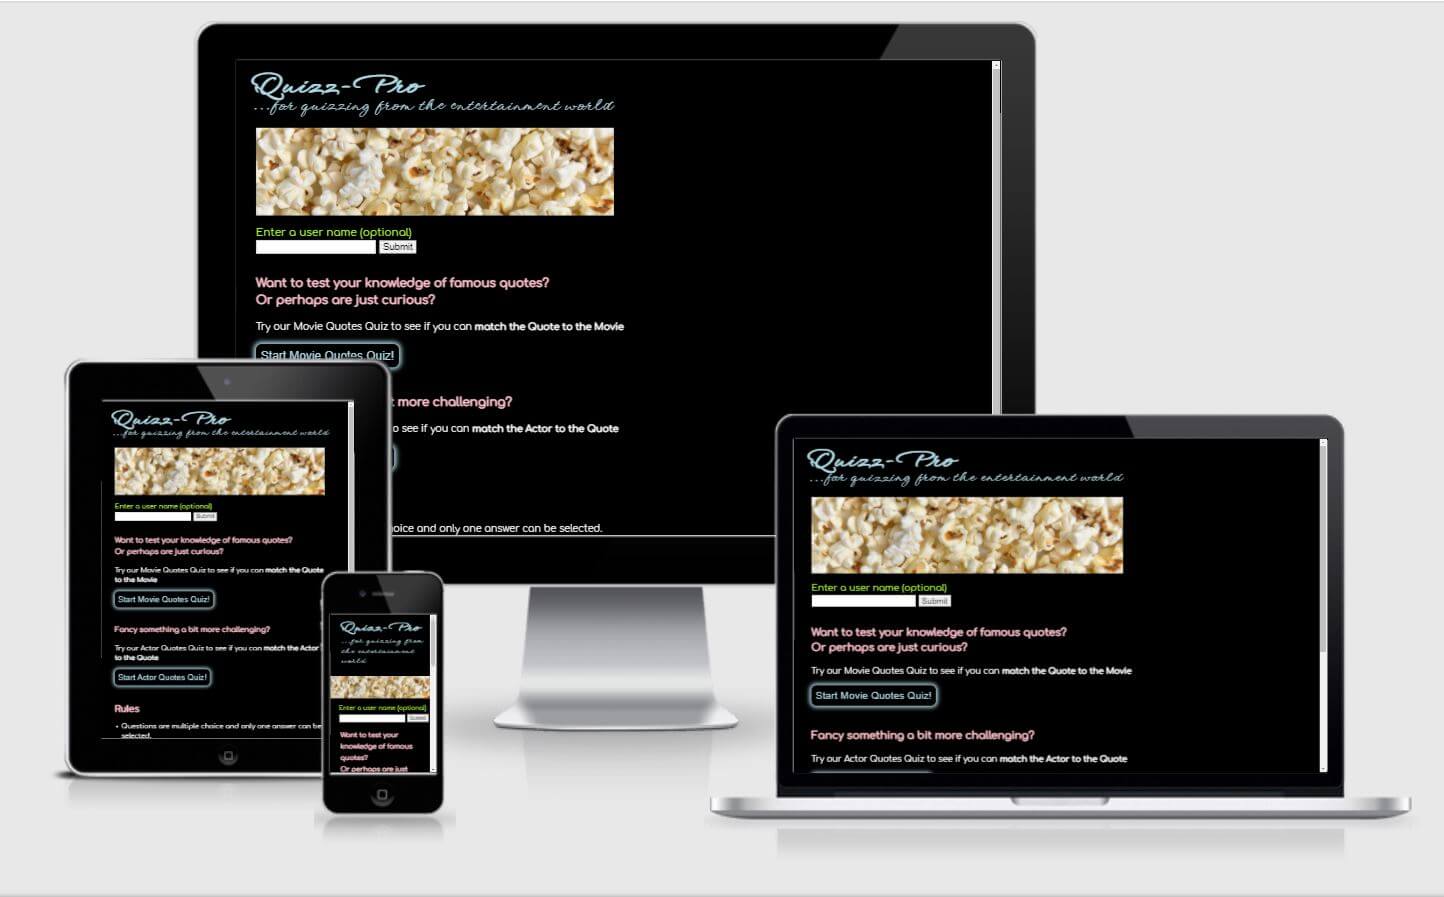 Quizz-Pro
...for quizzing from the entertainment world
Enter a user name (optional)
Submit
Want to test your knowledge of famous quotes?
Or perhaps are just curious?
Try our Movie Quotes Quiz to see if you can match the Quote to the Movie
Start Movie Quotes Quiz!
more challenging?
o see if you can match the Actor to the Quote
oice and only one answer can be selected.
Quizz-Pro
...for quizzing from the entertainment world
Enter a user name (optional)
Submit
Want to test your knowledge of famous quotes?
Or perhaps are just curious?
Try our Movie Quotes Quiz to see if you can match the Quote
to the Movie
Start Movie Quotes Quiz!
Fancy something a bit more challenging?
Try our Actor Quotes Quiz to see if you can match the Actor
to the Quote
Start Actor Quotes Quiz!
Rules
• Questions are multiple choice and only one answer can be
selected.
Quizz-Pro
...for quizzing from
the entertainment
world
Enter a user name (optional)
Submit
Want to test your
knowledge of famous
quotes?
Or perhaps are just
Quizz-Pro
...for quizzing from the entertainment world
Enter a user name (optional)
Submit
Want to test your knowledge of famous quotes?
Or perhaps are just curious?
Try our Movie Quotes Quiz to see if you can match the Quote to the Movie
Start Movie Quotes Quiz!
Fancy something a bit more challenging?
Try our Actor Quotes Quiz to see if you can match the Actor to the Quote